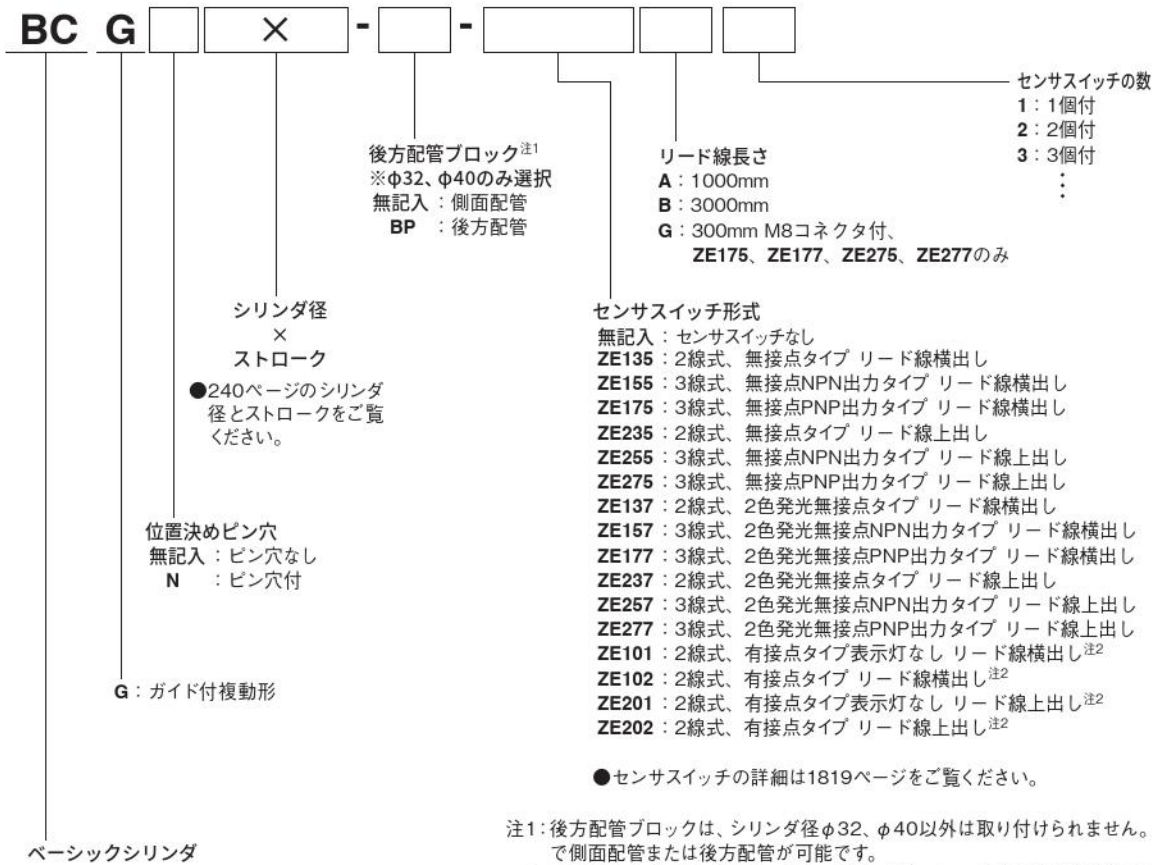 BC G × - -
センサスイッチの数
1：1個付
2：2個付
3：3個付
⋮
リード線長さ
A：1000mm
B：3000mm
G：300mm M8コネクタ付、
ZE175、ZE177、ZE275、ZE277のみ
後方配管ブロック注1
※φ32、φ40のみ選択
無記入：側面配管
BP ：後方配管
センサスイッチ形式
無記入：センサスイッチなし
ZE135：2線式、無接点タイプ リード線横出し
ZE155：3線式、無接点NPN出力タイプ リード線横出し
ZE175：3線式、無接点PNP出力タイプ リード線横出し
ZE235：2線式、無接点タイプ リード線上出し
ZE255：3線式、無接点NPN出力タイプ リード線上出し
ZE275：3線式、無接点PNP出力タイプ リード線上出し
ZE137：2線式、2色発光無接点タイプ リード線横出し
ZE157：3線式、2色発光無接点NPN出力タイプ リード線横出し
ZE177：3線式、2色発光無接点PNP出力タイプ リード線横出し
ZE237：2線式、2色発光無接点タイプ リード線上出し
ZE257：3線式、2色発光無接点NPN出力タイプ リード線上出し
ZE277：3線式、2色発光無接点PNP出力タイプ リード線上出し
ZE101：2線式、有接点タイプ表示灯なし リード線横出し注2
ZE102：2線式、有接点タイプ リード線横出し注2
ZE201：2線式、有接点タイプ表示灯なし リード線上出し注2
ZE202：2線式、有接点タイプ リード線上出し注2
●センサスイッチの詳細は1819ページをご覧ください。
シリンダ径
×
ストローク
●240ページのシリンダ
径とストロークをご覧
ください。
位置決めピン穴
無記入：ピン穴なし
N ：ピン穴付
G：ガイド付複動形
ベーシックシリンダ
注1：後方配管ブロックは、シリンダ径φ32、φ40以外は取り付けられません。
で側面配管または後方配管が可能です。